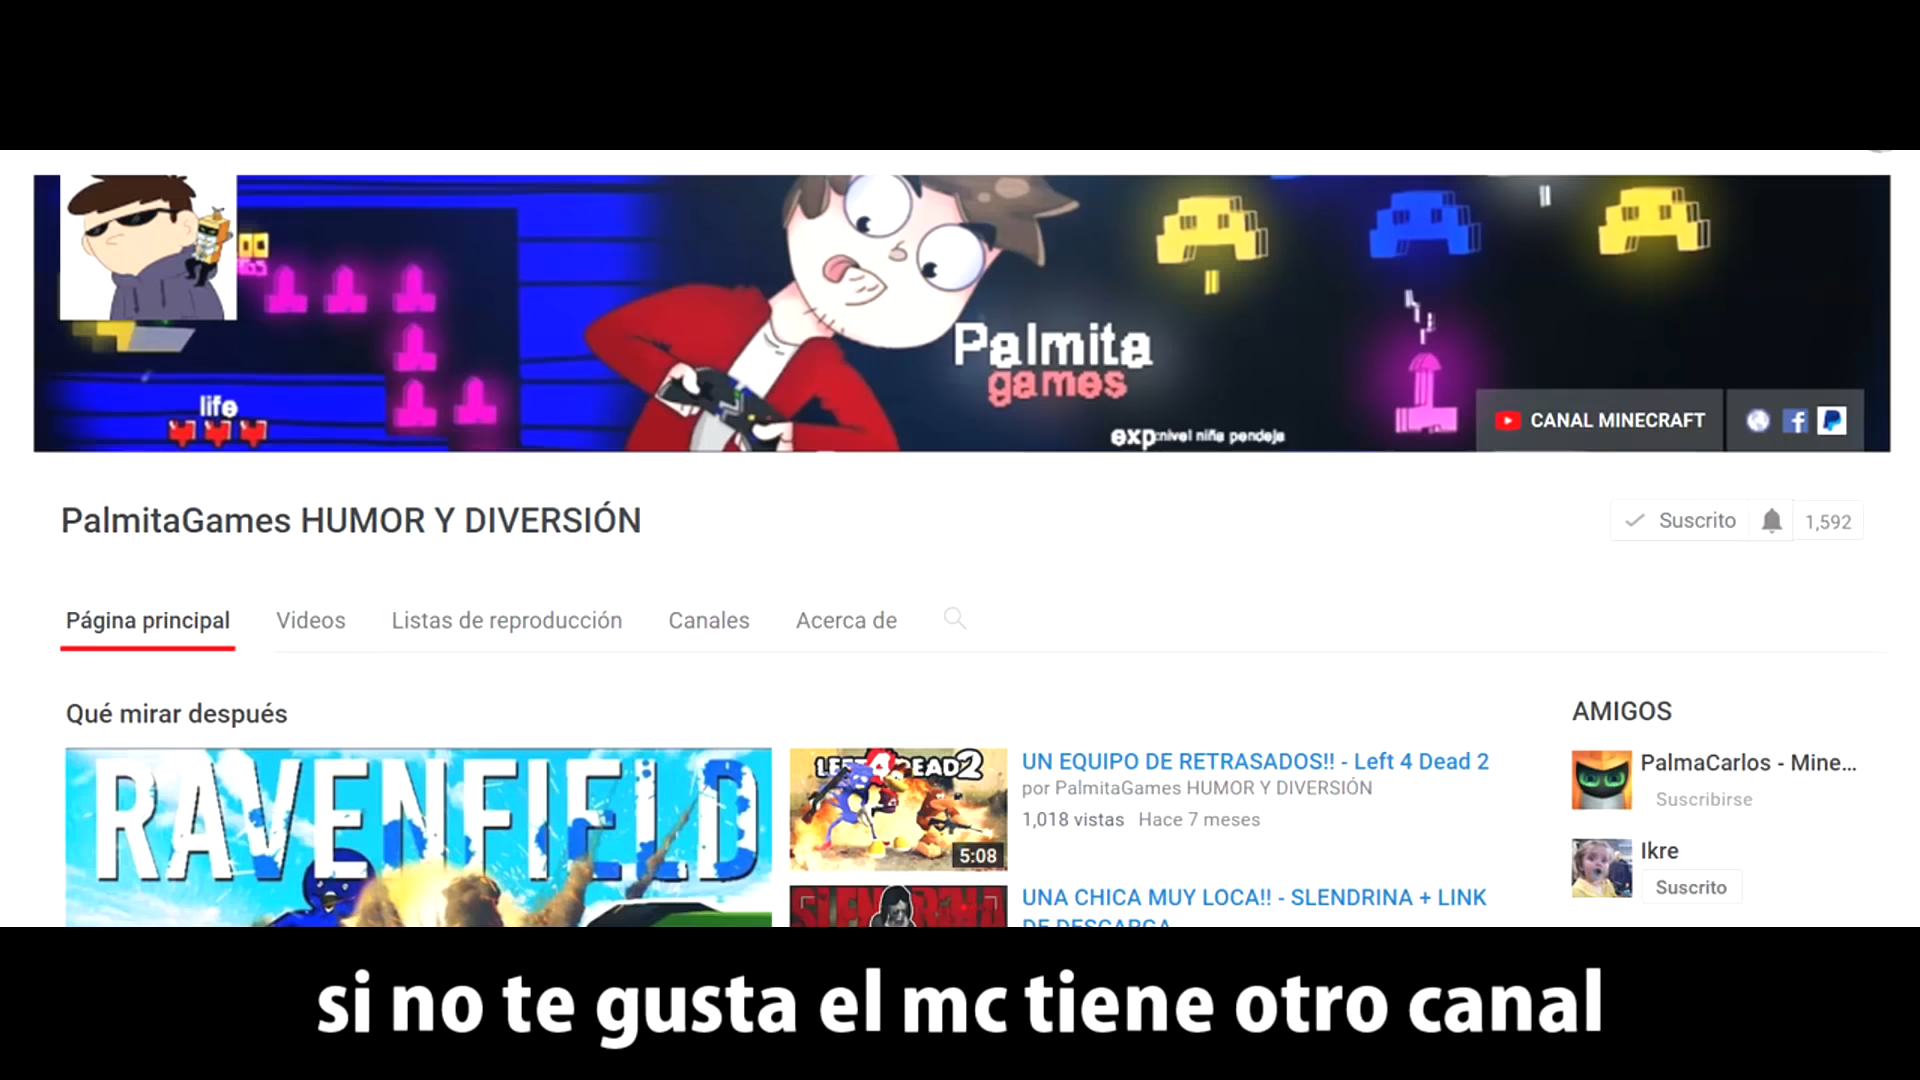 life
Palmita
games
exp:nivel niña pendeja
CANAL MINECRAFT
PalmitaGames HUMOR Y DIVERSIÓN
Suscrito
1,592
Página principal
Videos
Listas de reproducción
Canales
Acerca de
Qué mirar después
AMIGOS
RAVENFIELD
LEFT 4 DEAD 2
5:08
UN EQUIPO DE RETRASADOS!! - Left 4 Dead 2
por PalmitaGames HUMOR Y DIVERSIÓN
1,018 vistas Hace 7 meses
PalmaCarlos - Mine...
Suscribirse
Ikre
Suscrito
SLENDRINA
UNA CHICA MUY LOCA!! - SLENDRINA + LINK
DE DESCARGA
si no te gusta el mc tiene otro canal